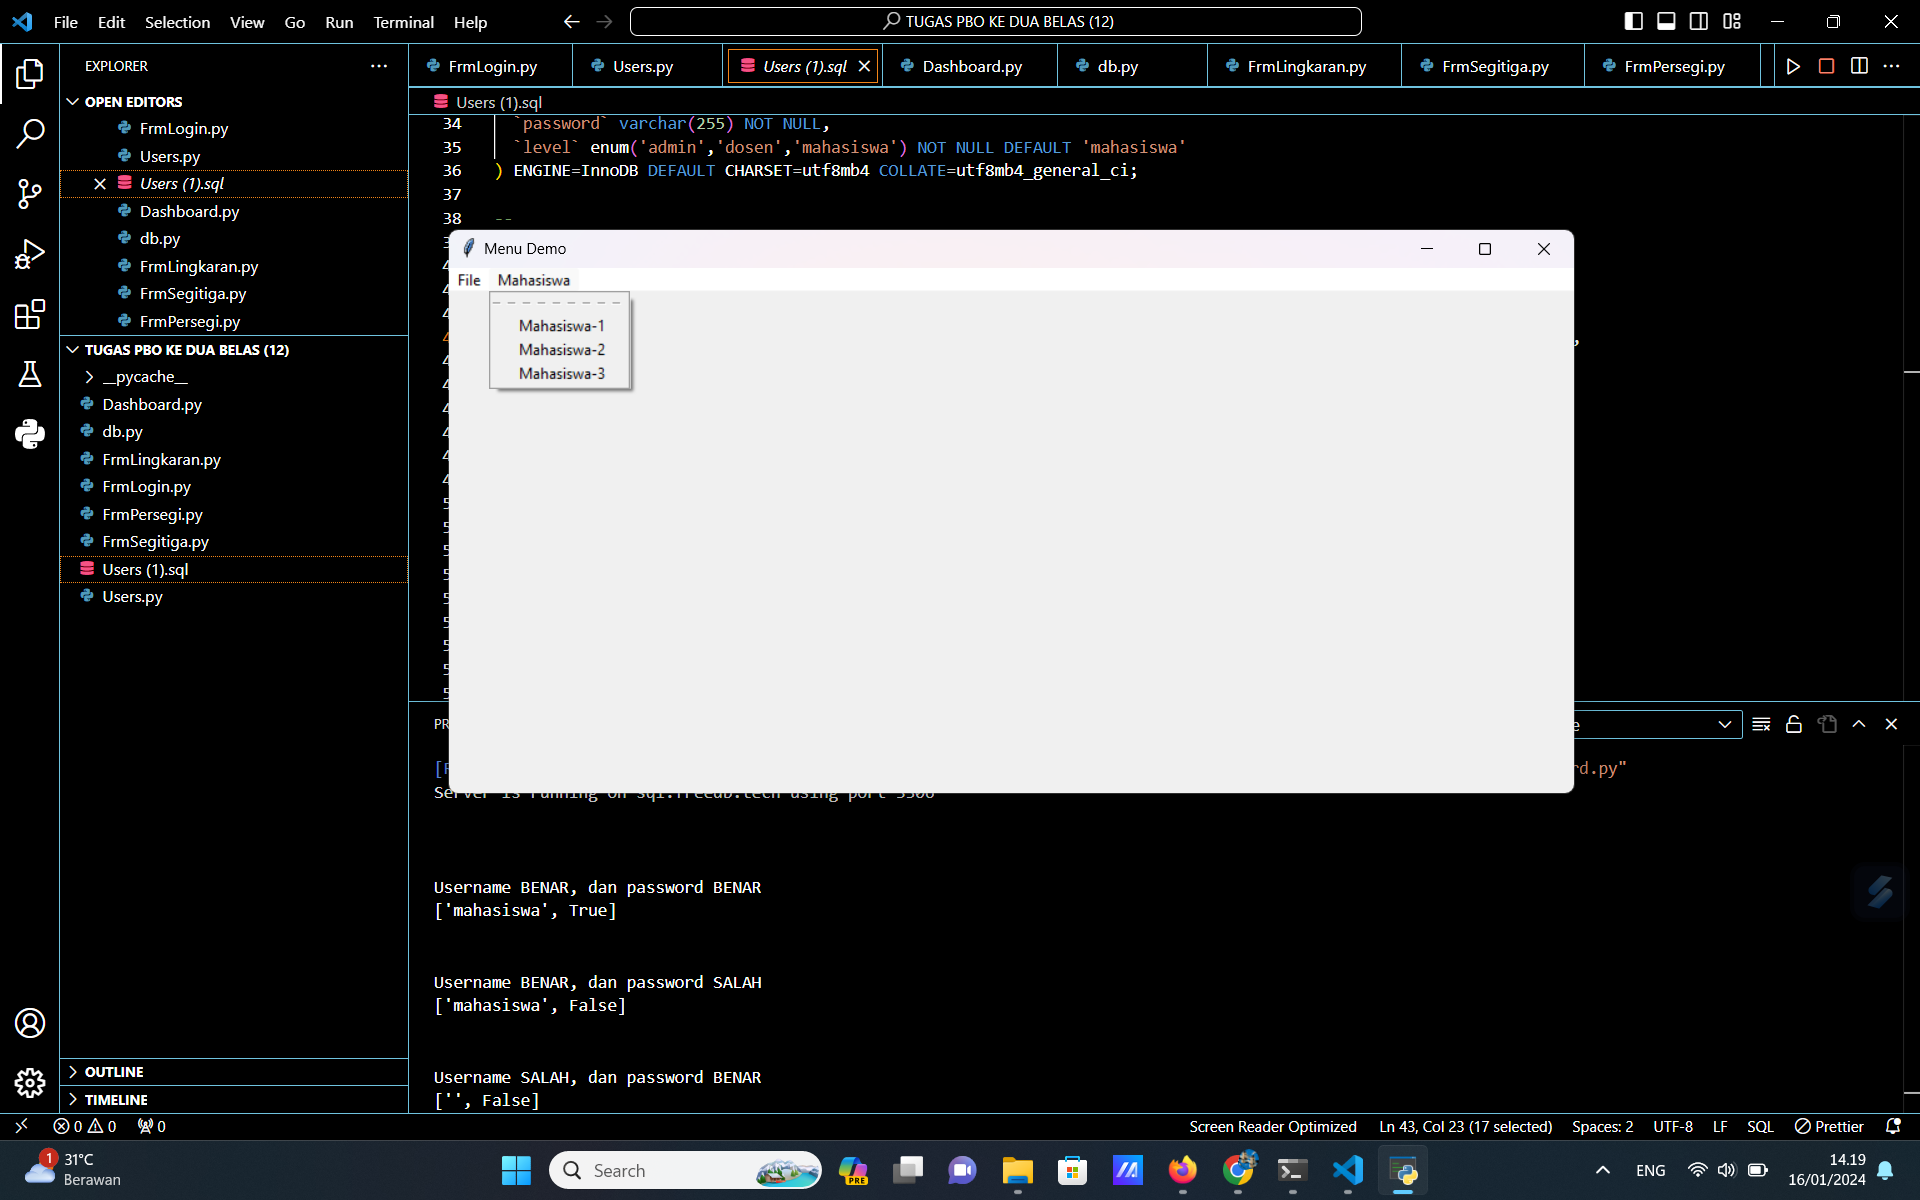 File Edit Selection View Go Run Terminal Help
TUGAS PBO KE DUA BELAS (12)
EXPLORER
OPEN EDITORS
FrmLogin.py
Users.py
Users (1).sql
Dashboard.py
db.py
FrmLingkaran.py
FrmSegitiga.py
FrmPersegi.py
TUGAS PBO KE DUA BELAS (12)
__pycache__
Dashboard.py
db.py
FrmLingkaran.py
FrmLogin.py
FrmPersegi.py
FrmSegitiga.py
Users (1).sql
Users.py
OUTLINE
TIMELINE
FrmLogin.py Users.py Users (1).sql Dashboard.py db.py FrmLingkaran.py FrmSegitiga.py FrmPersegi.py
Users (1).sql
34 `password` varchar(255) NOT NULL,
35 `level` enum('admin','dosen','mahasiswa') NOT NULL DEFAULT 'mahasiswa'
36 ) ENGINE=InnoDB DEFAULT CHARSET=utf8mb4 COLLATE=utf8mb4_general_ci;
37
38 --
Menu Demo
File Mahasiswa
Mahasiswa-1
Mahasiswa-2
Mahasiswa-3
rd.py"
Server is running on sql.freedb.tech using port 3306
Username BENAR, dan password BENAR
['mahasiswa', True]
Username BENAR, dan password SALAH
['mahasiswa', False]
Username SALAH, dan password BENAR
['', False]
0 0 0
Screen Reader Optimized Ln 43, Col 23 (17 selected) Spaces: 2 UTF-8 LF SQL Prettier
1
31°C
Berawan
Search
PRE
ENG
14.19
16/01/2024